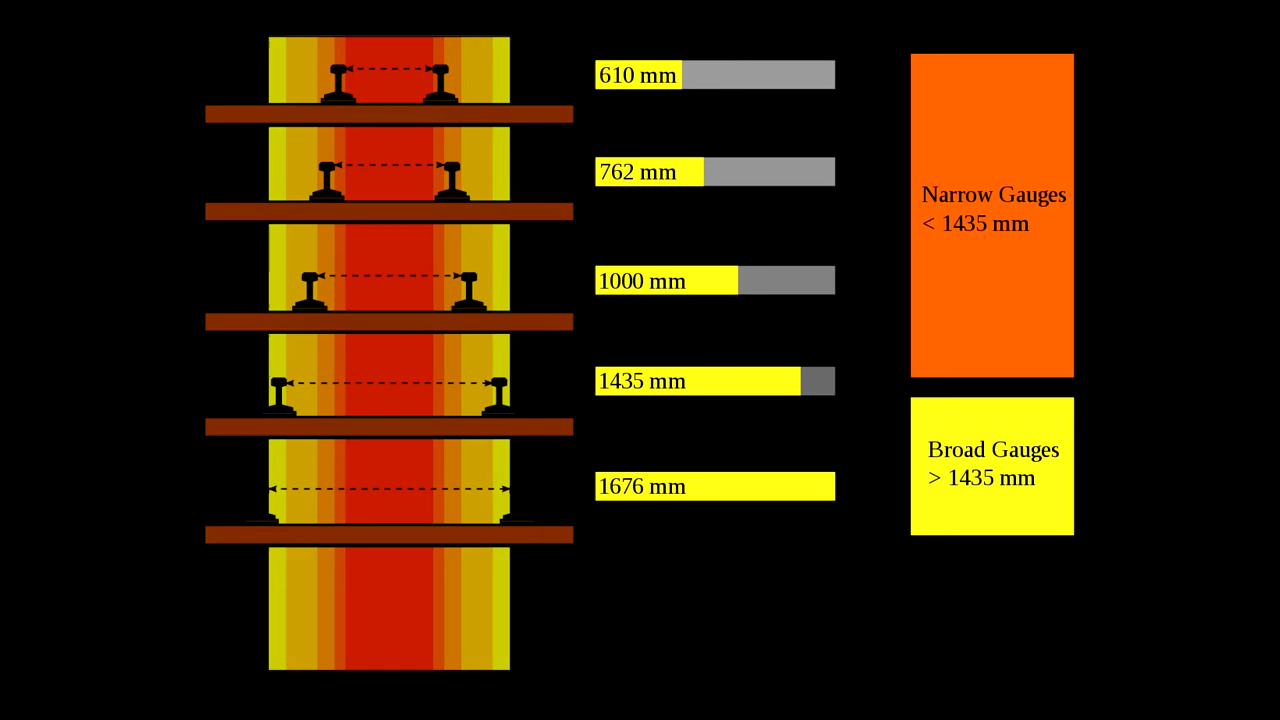 610 mm
762 mm
1000 mm
1435 mm
1676 mm
Narrow Gauges
< 1435 mm
Broad Gauges
> 1435 mm